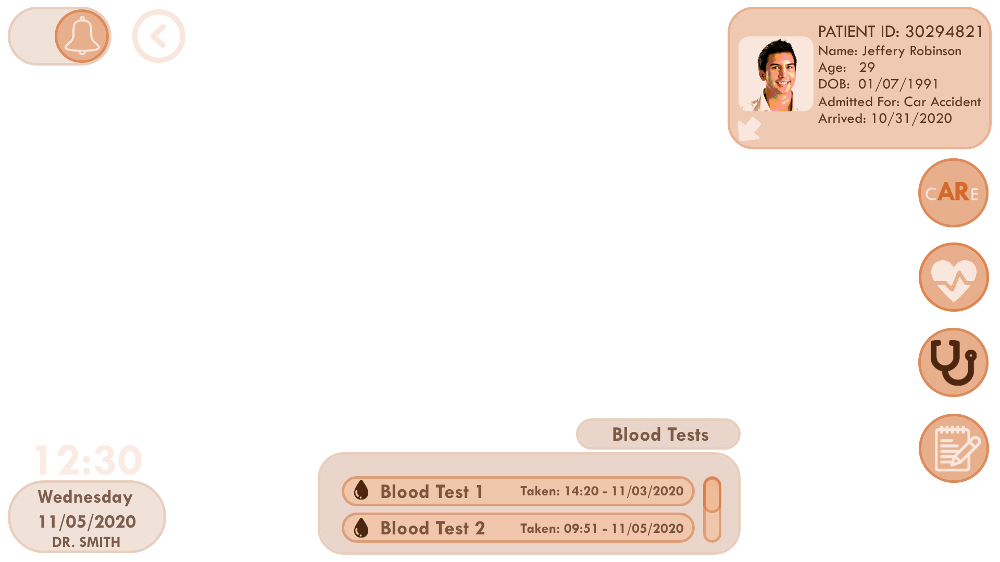 PATIENT ID: 30294821
Name: Jeffery Robinson
Age: 29
DOB: 01/07/1991
Admitted For: Car Accident
Arrived: 10/31/2020
CARE
Blood Tests
Blood Test 1 Taken: 14:20 - 11/03/2020
Blood Test 2 Taken: 09:51 - 11/05/2020
12:30
Wednesday
11/05/2020
DR. SMITH